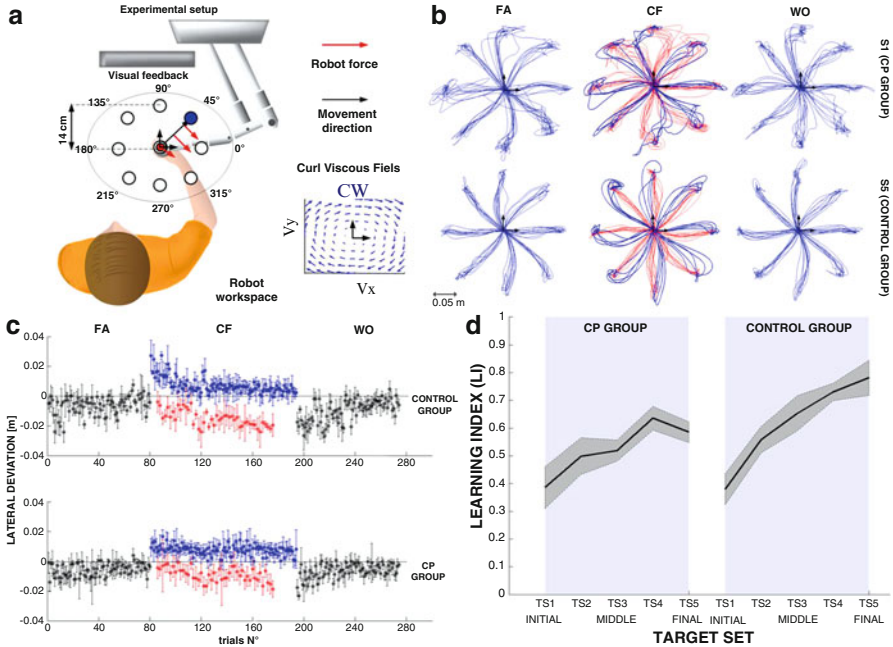 a
Experimental setup
Visual feedback
90°
135°
45°
14 cm
180°
0°
215°
315°
270°
Robot force
Movement direction
Curl Viscous Fiels
CW
Vy
Vx
Robot workspace
b
FA
CF
WO
S1 (CP GROUP)
S5 (CONTROL GROUP)
0.05 m
c
FA
CF
WO
LATERAL DEVIATION [m]
0.04
0.02
0
-0.02
-0.04
CONTROL GROUP
0
40
80
120
160
200
240
280
0.04
0.02
0
-0.02
-0.04
CP GROUP
0
40
80
120
160
200
240
280
trials N°
d
CP GROUP
CONTROL GROUP
LEARNING INDEX (LI)
1
0.9
0.8
0.7
0.6
0.5
0.4
0.3
0.2
0.1
0
TS1 TS2 TS3 TS4 TS5 TS1 TS2 TS3 TS4 TS5
INITIAL MIDDLE FINAL INITIAL MIDDLE FINAL
TARGET SET